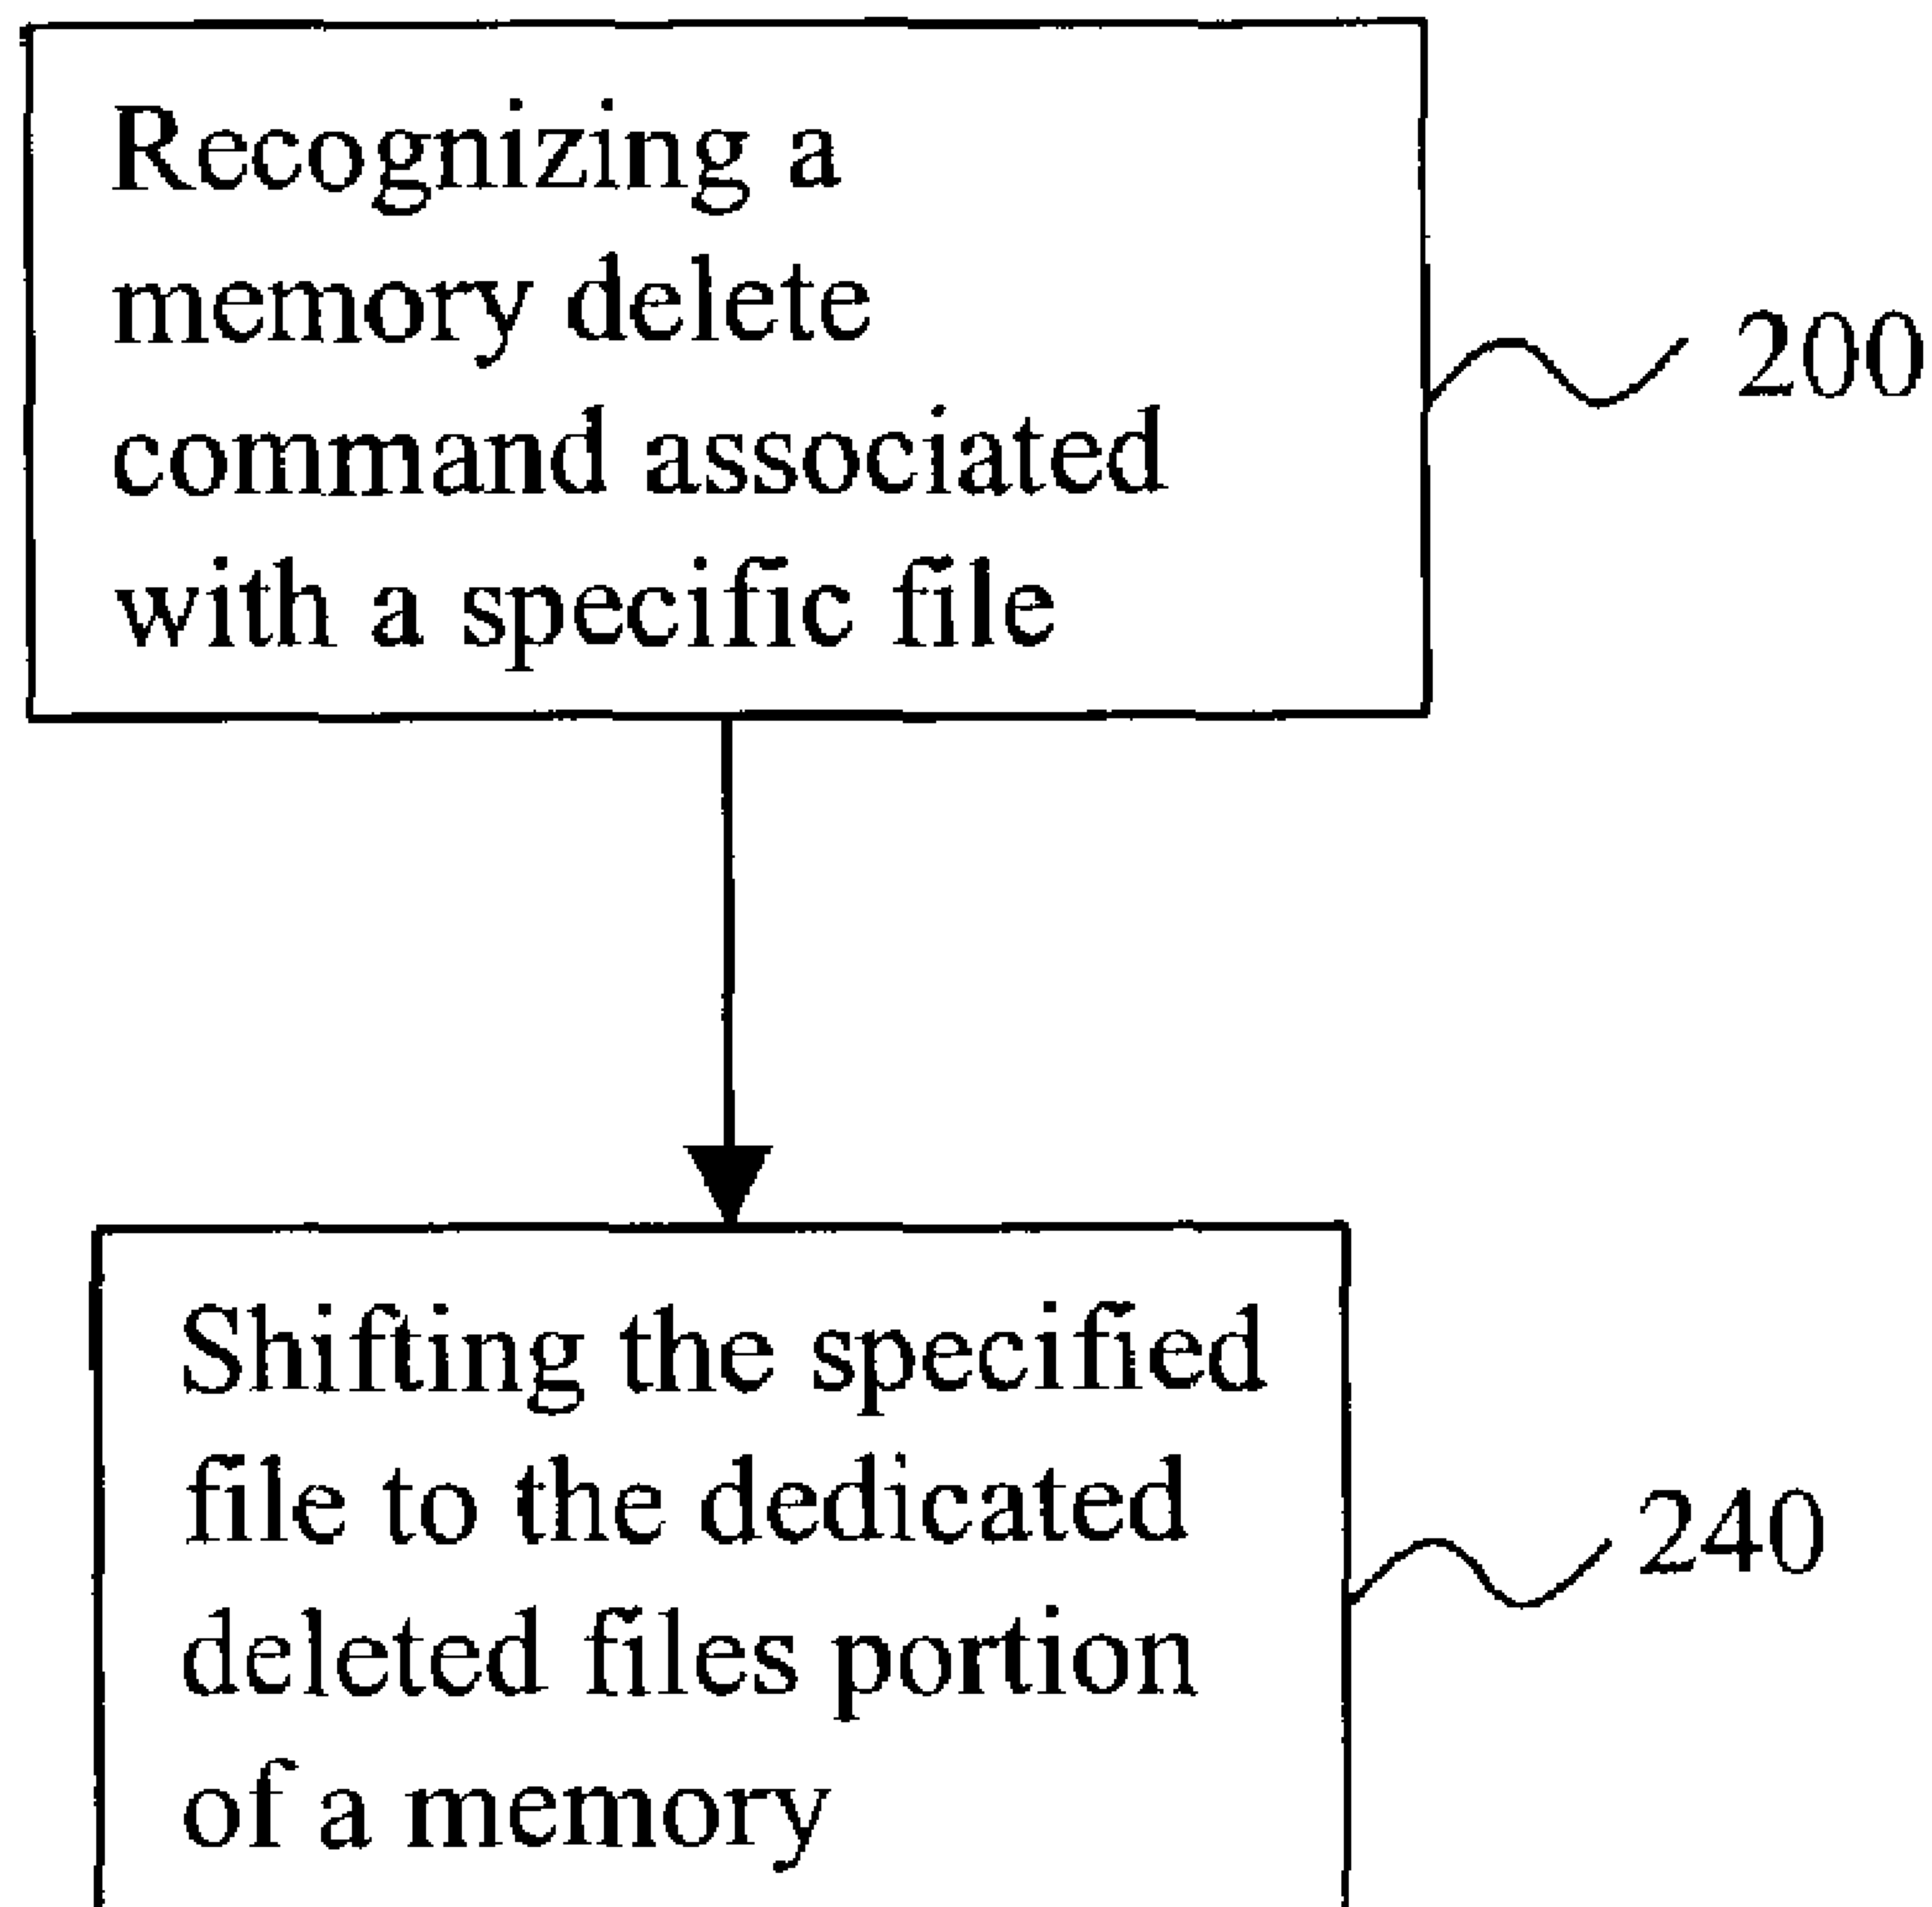 Recognizing a
memory delete
command associated
with a specific file
200
Shifting the specified
file to the dedicated
deleted files portion
of a memory
240